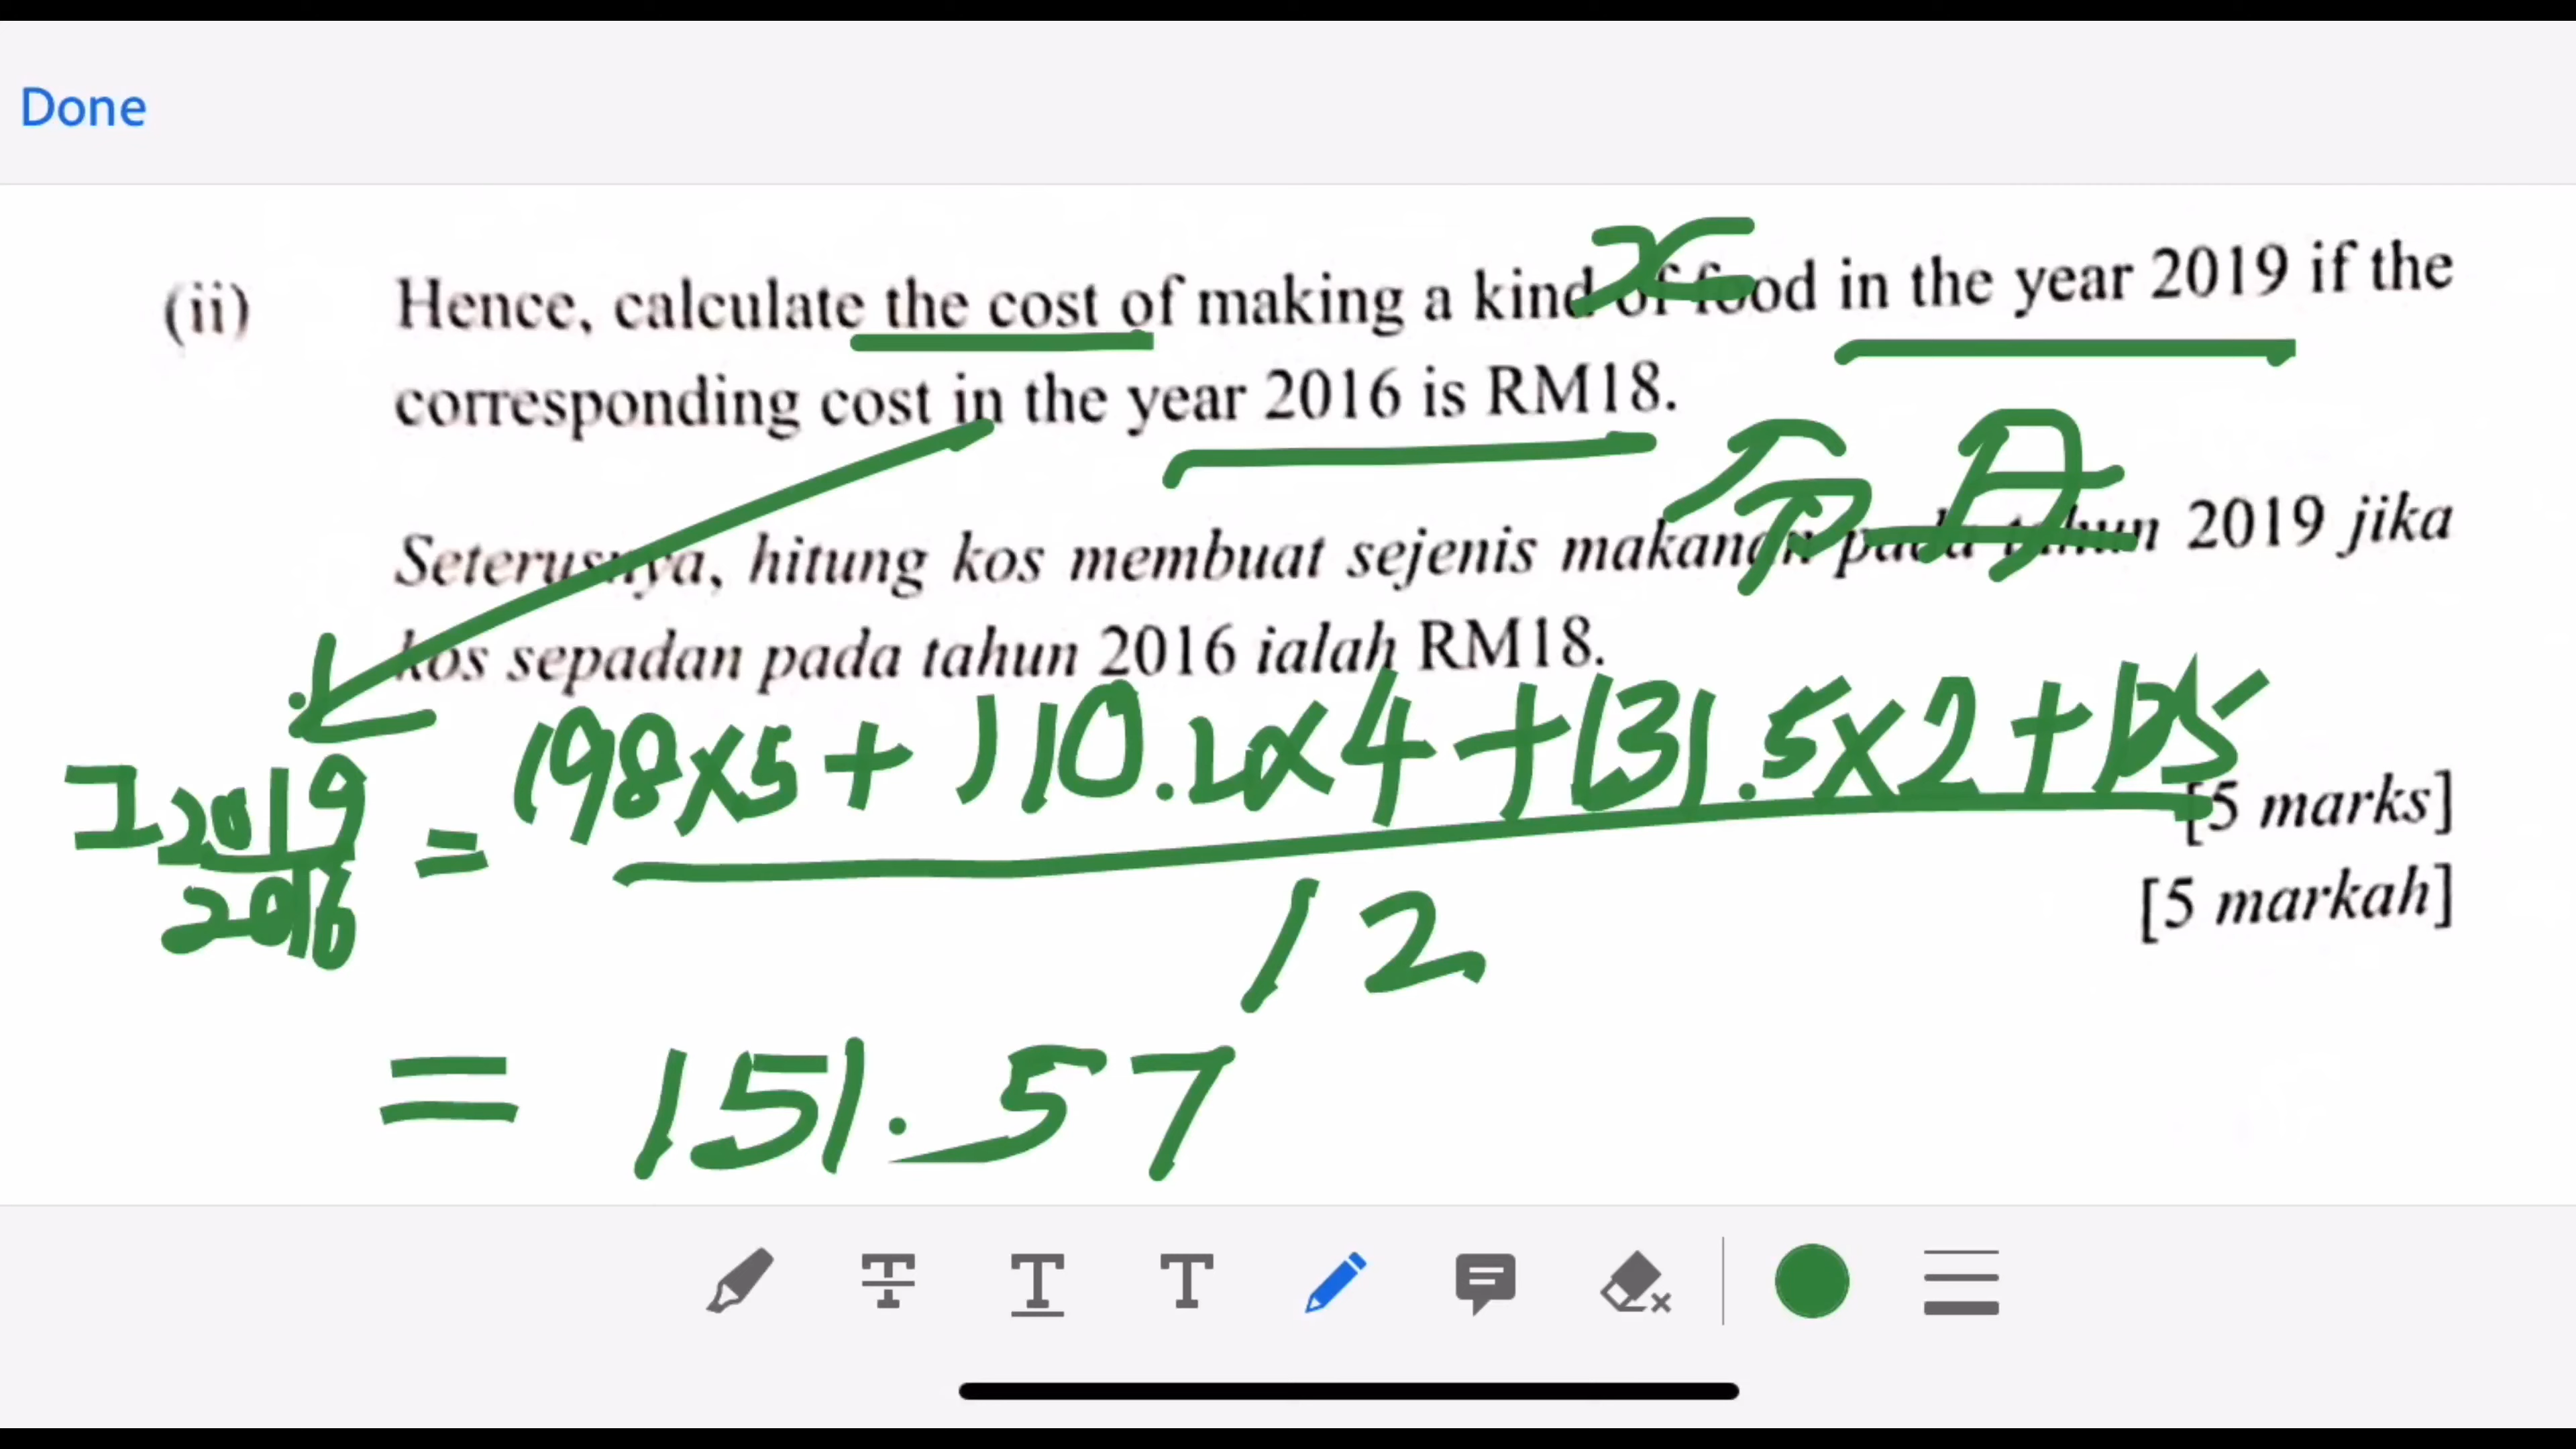 Done
(ii) Hence, calculate the cost of making a kind of food in the year 2019 if the
corresponding cost in the year 2016 is RM18.
Seterusnya, hitung kos membuat sejenis makanan pada tahun 2019 jika
kos sepadan pada tahun 2016 ialah RM18.
I 2019/2016 = 198x5 + 110.2x4 + 131.5x2 + 125
12
[5 marks]
[5 markah]
= 151.57